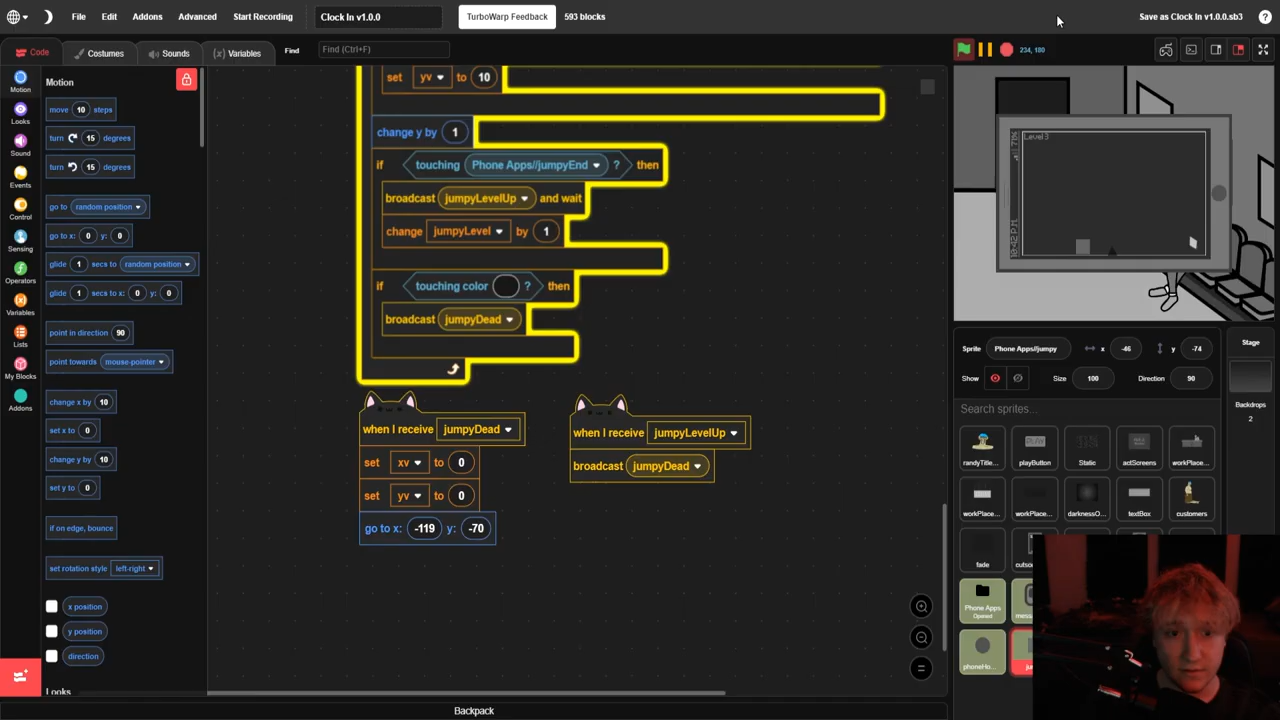 File Edit Addons Advanced Start Recording Clock In v1.0.0 TurboWarp Feedback 593 blocks Save as Clock In v1.0.0.sb3 ?
Code Costumes Sounds Variables Find Find (Ctrl+F) 234, 180
Motion
Looks
Sound
Events
Control
Sensing
Operators
Variables
Lists
My Blocks
Addons
Motion
move 10 steps
turn 15 degrees
turn 15 degrees
go to random position
go to x: 0 y: 0
glide 1 secs to random position
glide 1 secs to x: 0 y: 0
point in direction 90
point towards mouse-pointer
change x by 10
set x to 0
change y by 10
set y to 0
if on edge, bounce
set rotation style left-right
x position
y position
direction
Looks
set yv to 10
change y by 1
if touching Phone Apps//jumpyEnd ? then
broadcast jumpyLevelUp and wait
change jumpyLevel by 1
if touching color ? then
broadcast jumpyDead
when I receive jumpyDead
set xv to 0
set yv to 0
go to x: -119 y: -70
when I receive jumpyLevelUp
broadcast jumpyDead
Level 3
10:42 P.M.
Sprite Phone Apps//jumpy x -46 y -74
Show Size 100 Direction 90
Stage
Backdrops
2
Search sprites...
randyTitle... playButton Static actScreens workPlace...
workPlace... workPlace... darknessO... textBox customers
fade
Phone Apps
Opened
phoneHo...
Backpack